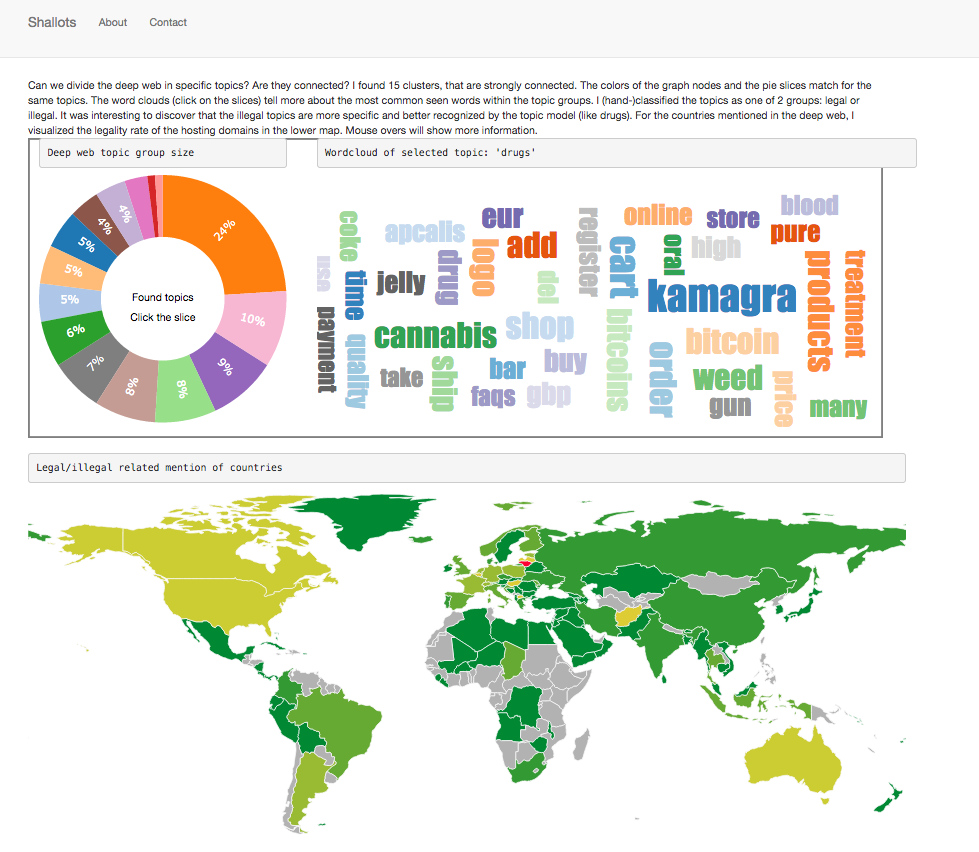 Shallots About Contact
Can we divide the deep web in specific topics? Are they connected? I found 15 clusters, that are strongly connected. The colors of the graph nodes and the pie slices match for the
same topics. The word clouds (click on the slices) tell more about the most common seen words within the topic groups. I (hand-)classified the topics as one of 2 groups: legal or
illegal. It was interesting to discover that the illegal topics are more specific and better recognized by the topic model (like drugs). For the countries mentioned in the deep web, I
visualized the legality rate of the hosting domains in the lower map. Mouse overs will show more information.
Deep web topic group size
Wordcloud of selected topic: 'drugs'
24%
10%
9%
8%
8%
7%
6%
5%
5%
5%
4%
4%
Found topics
Click the slice
coke
apcalis
eur
add
register
online
store
blood
pure
usa
time
jelly
drug
logo
del
cart
oral
high
products
treatment
kamagra
payment
quality
cannabis
shop
bitcoins
bitcoin
take
ship
bar
buy
faqs
gbp
order
weed
gun
price
many
Legal/illegal related mention of countries